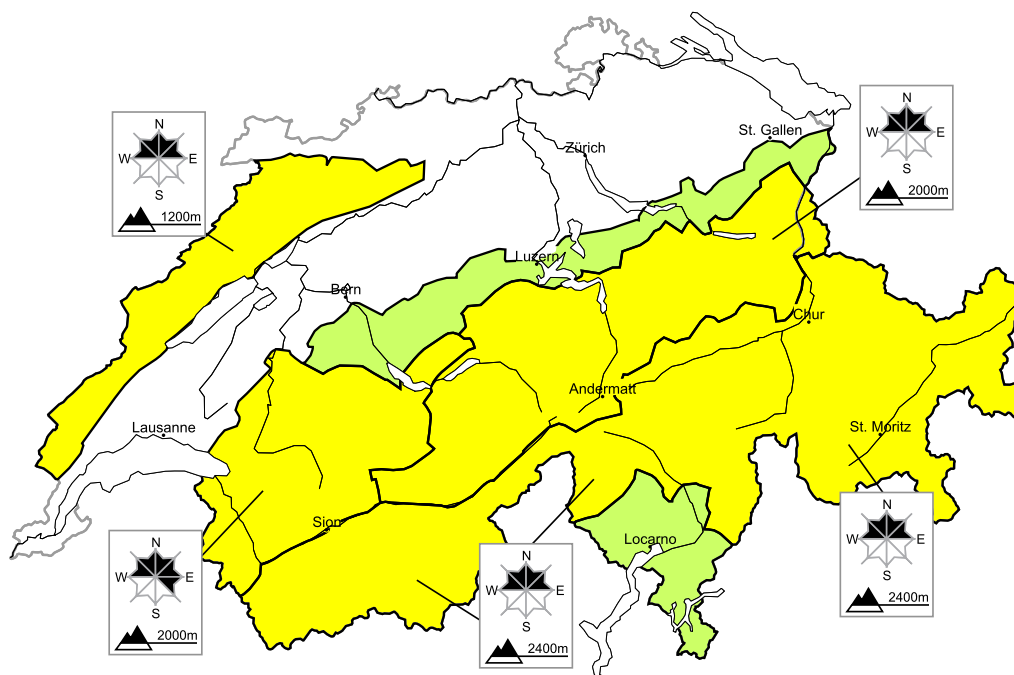 N
W E
S
1200m
N
W E
S
2000m
St. Gallen
Zürich
Luzern
Bern
Chur
Andermatt
Lausanne
St. Moritz
Sion
Locarno
N
W E
S
2000m
N
W E
S
2400m
N
W E
S
2400m